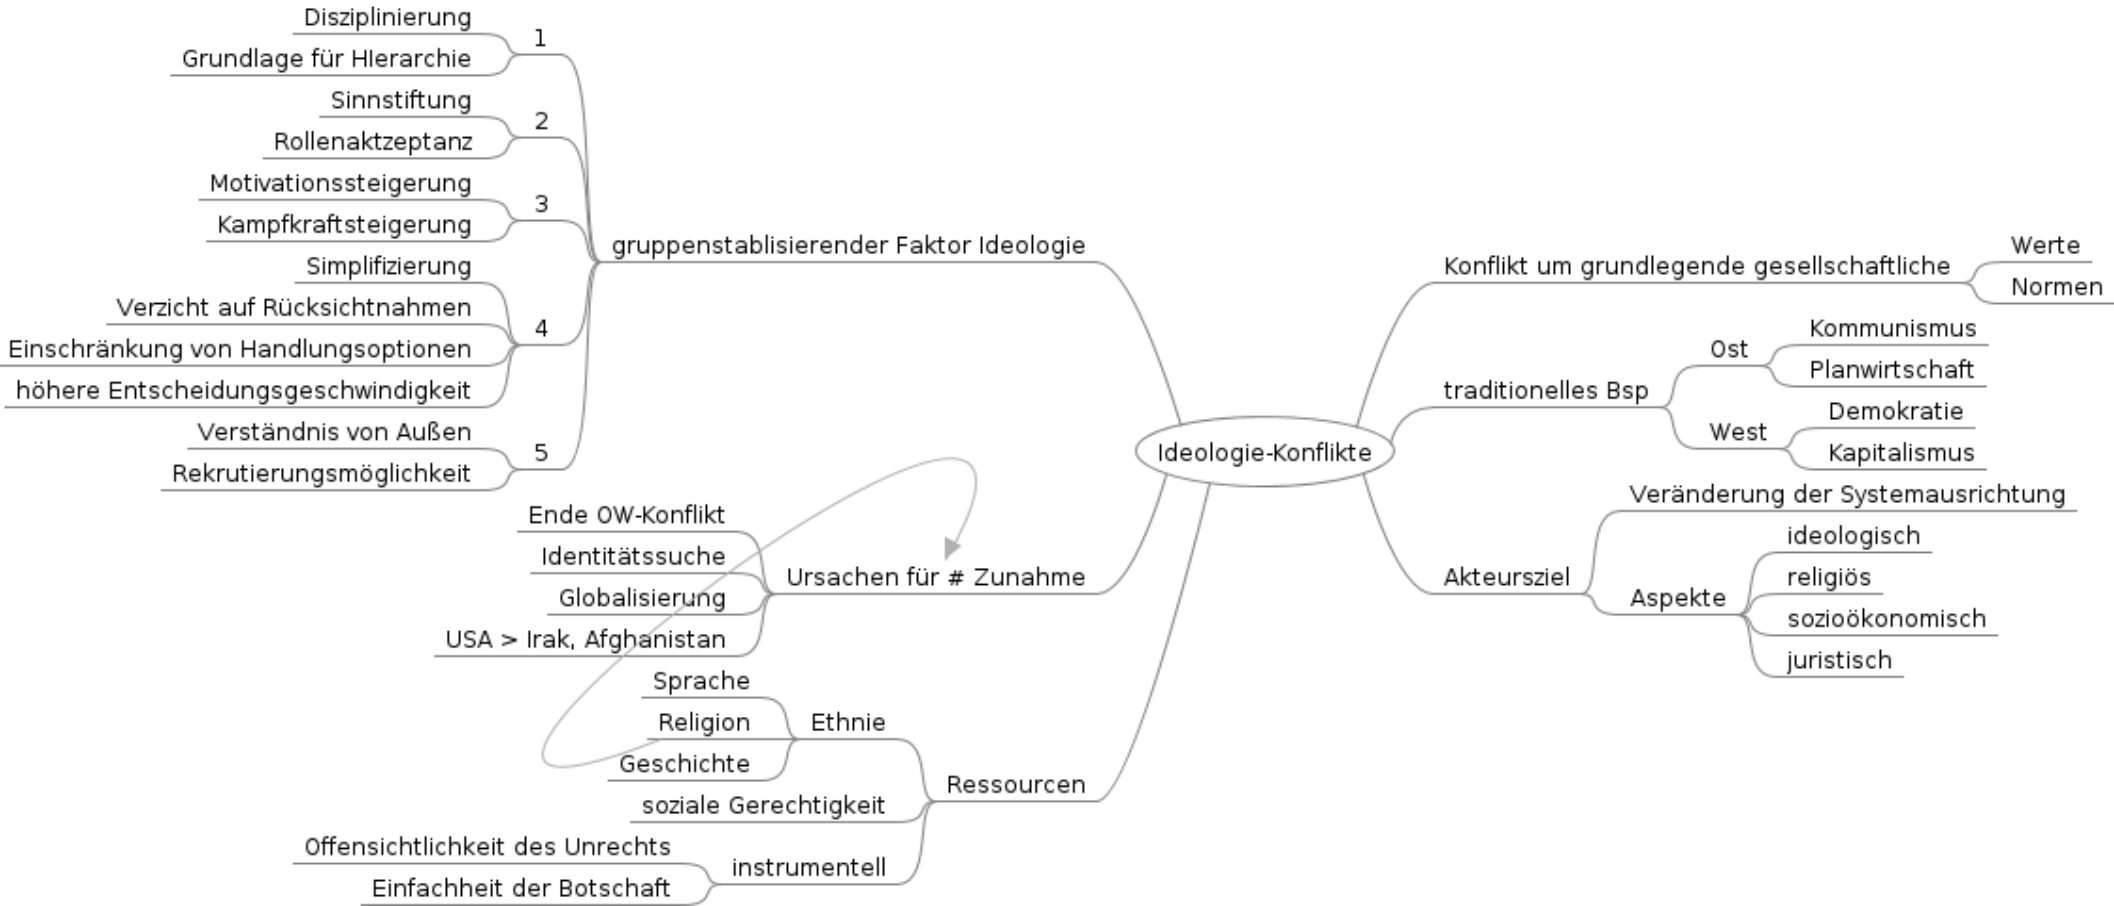 Disziplinierung
Grundlage für HIerarchie
1
Sinnstiftung
Rollenaktzeptanz
2
Motivationssteigerung
Kampfkraftsteigerung
3
Simplifizierung
Verzicht auf Rücksichtnahmen
Einschränkung von Handlungsoptionen
höhere Entscheidungsgeschwindigkeit
4
Verständnis von Außen
Rekrutierungsmöglichkeit
5
gruppenstablisierender Faktor Ideologie
Ende OW-Konflikt
Identitätssuche
Globalisierung
USA > Irak, Afghanistan
Ursachen für # Zunahme
Sprache
Religion
Geschichte
Ethnie
soziale Gerechtigkeit
Offensichtlichkeit des Unrechts
Einfachheit der Botschaft
instrumentell
Ressourcen
Ideologie-Konflikte
Konflikt um grundlegende gesellschaftliche
Werte
Normen
traditionelles Bsp
Ost
Kommunismus
Planwirtschaft
West
Demokratie
Kapitalismus
Akteursziel
Veränderung der Systemausrichtung
Aspekte
ideologisch
religiös
sozioökonomisch
juristisch